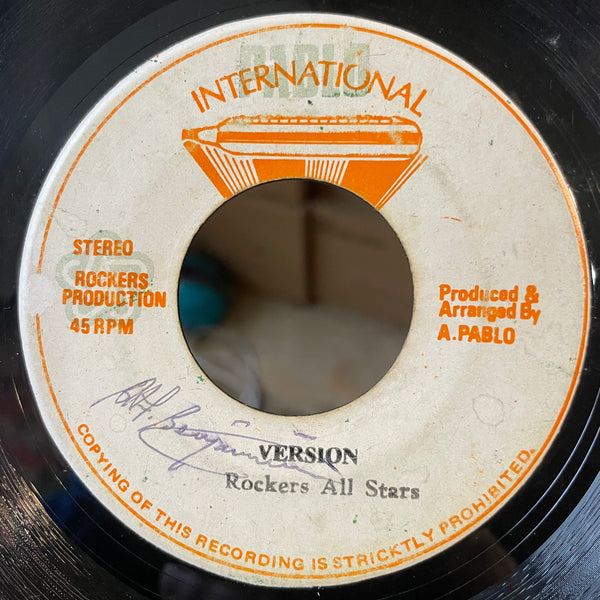 PABLO
INTERNATIONAL
STEREO
ROCKERS
PRODUCTION
45 RPM
Produced &
Arranged By
A. PABLO
VERSION
Rockers All Stars
COPYING OF THIS RECORDING IS STRICKTLY PROHIBITED.